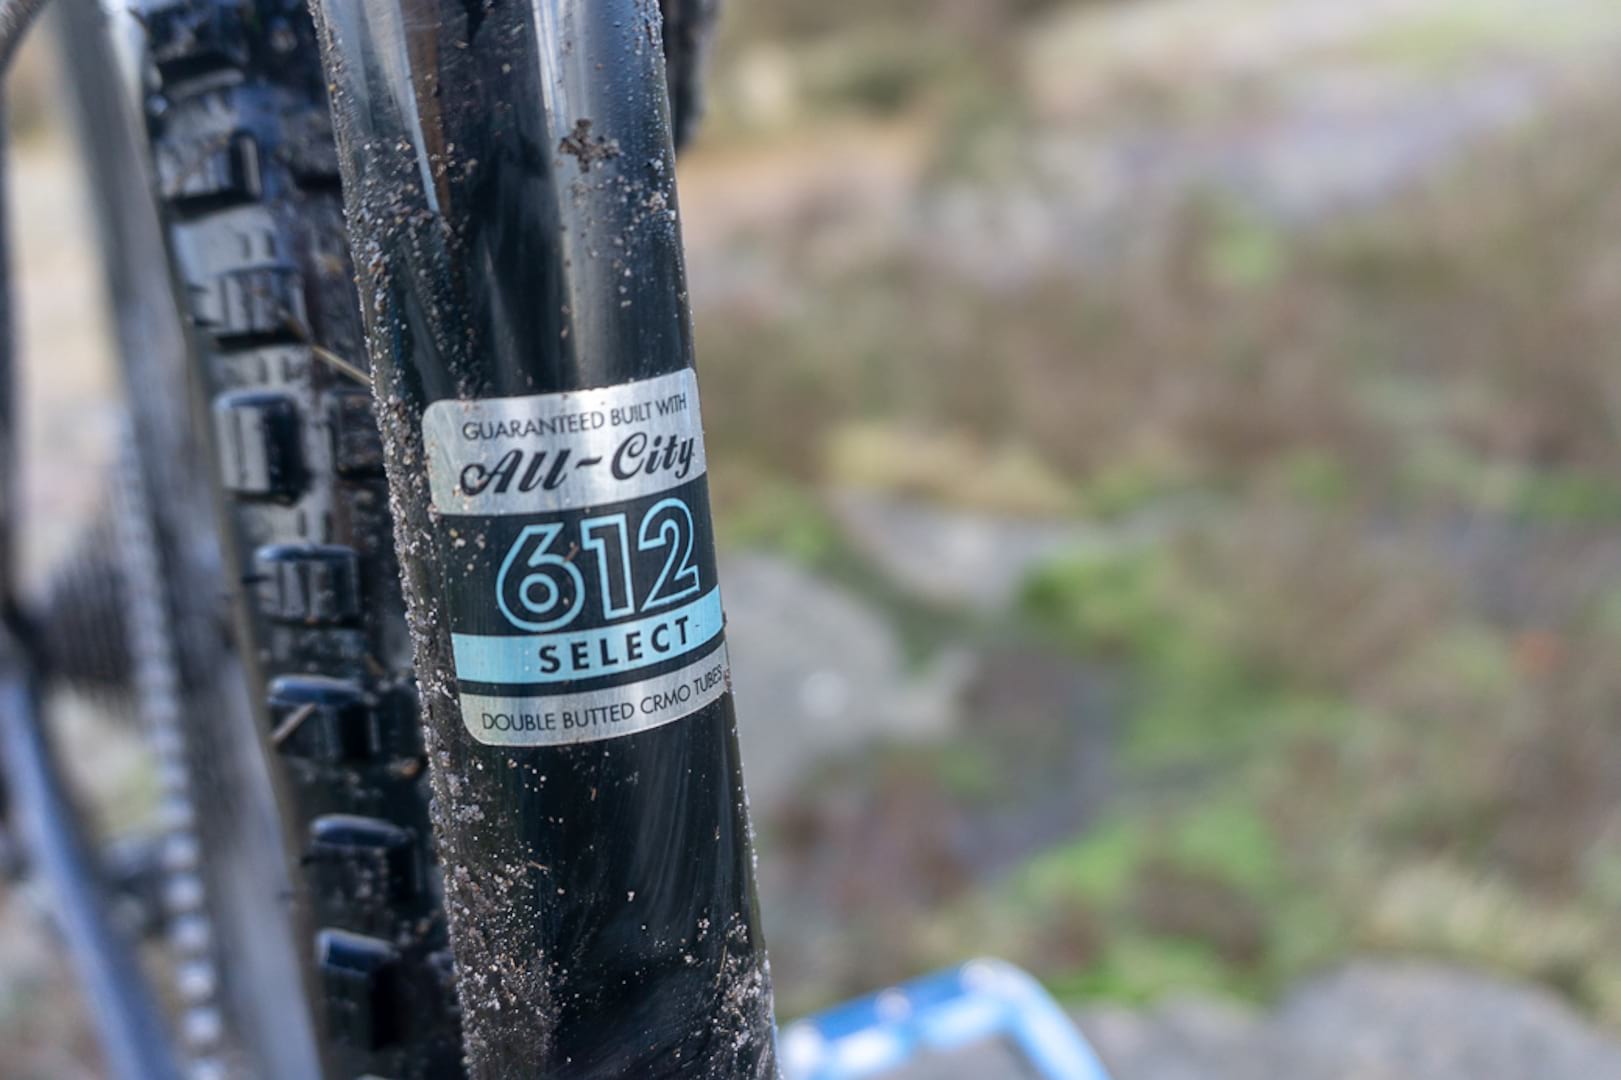 GUARANTEED BUILT WITH
All-City
612
SELECT
DOUBLE BUTTED CRMO TUBES